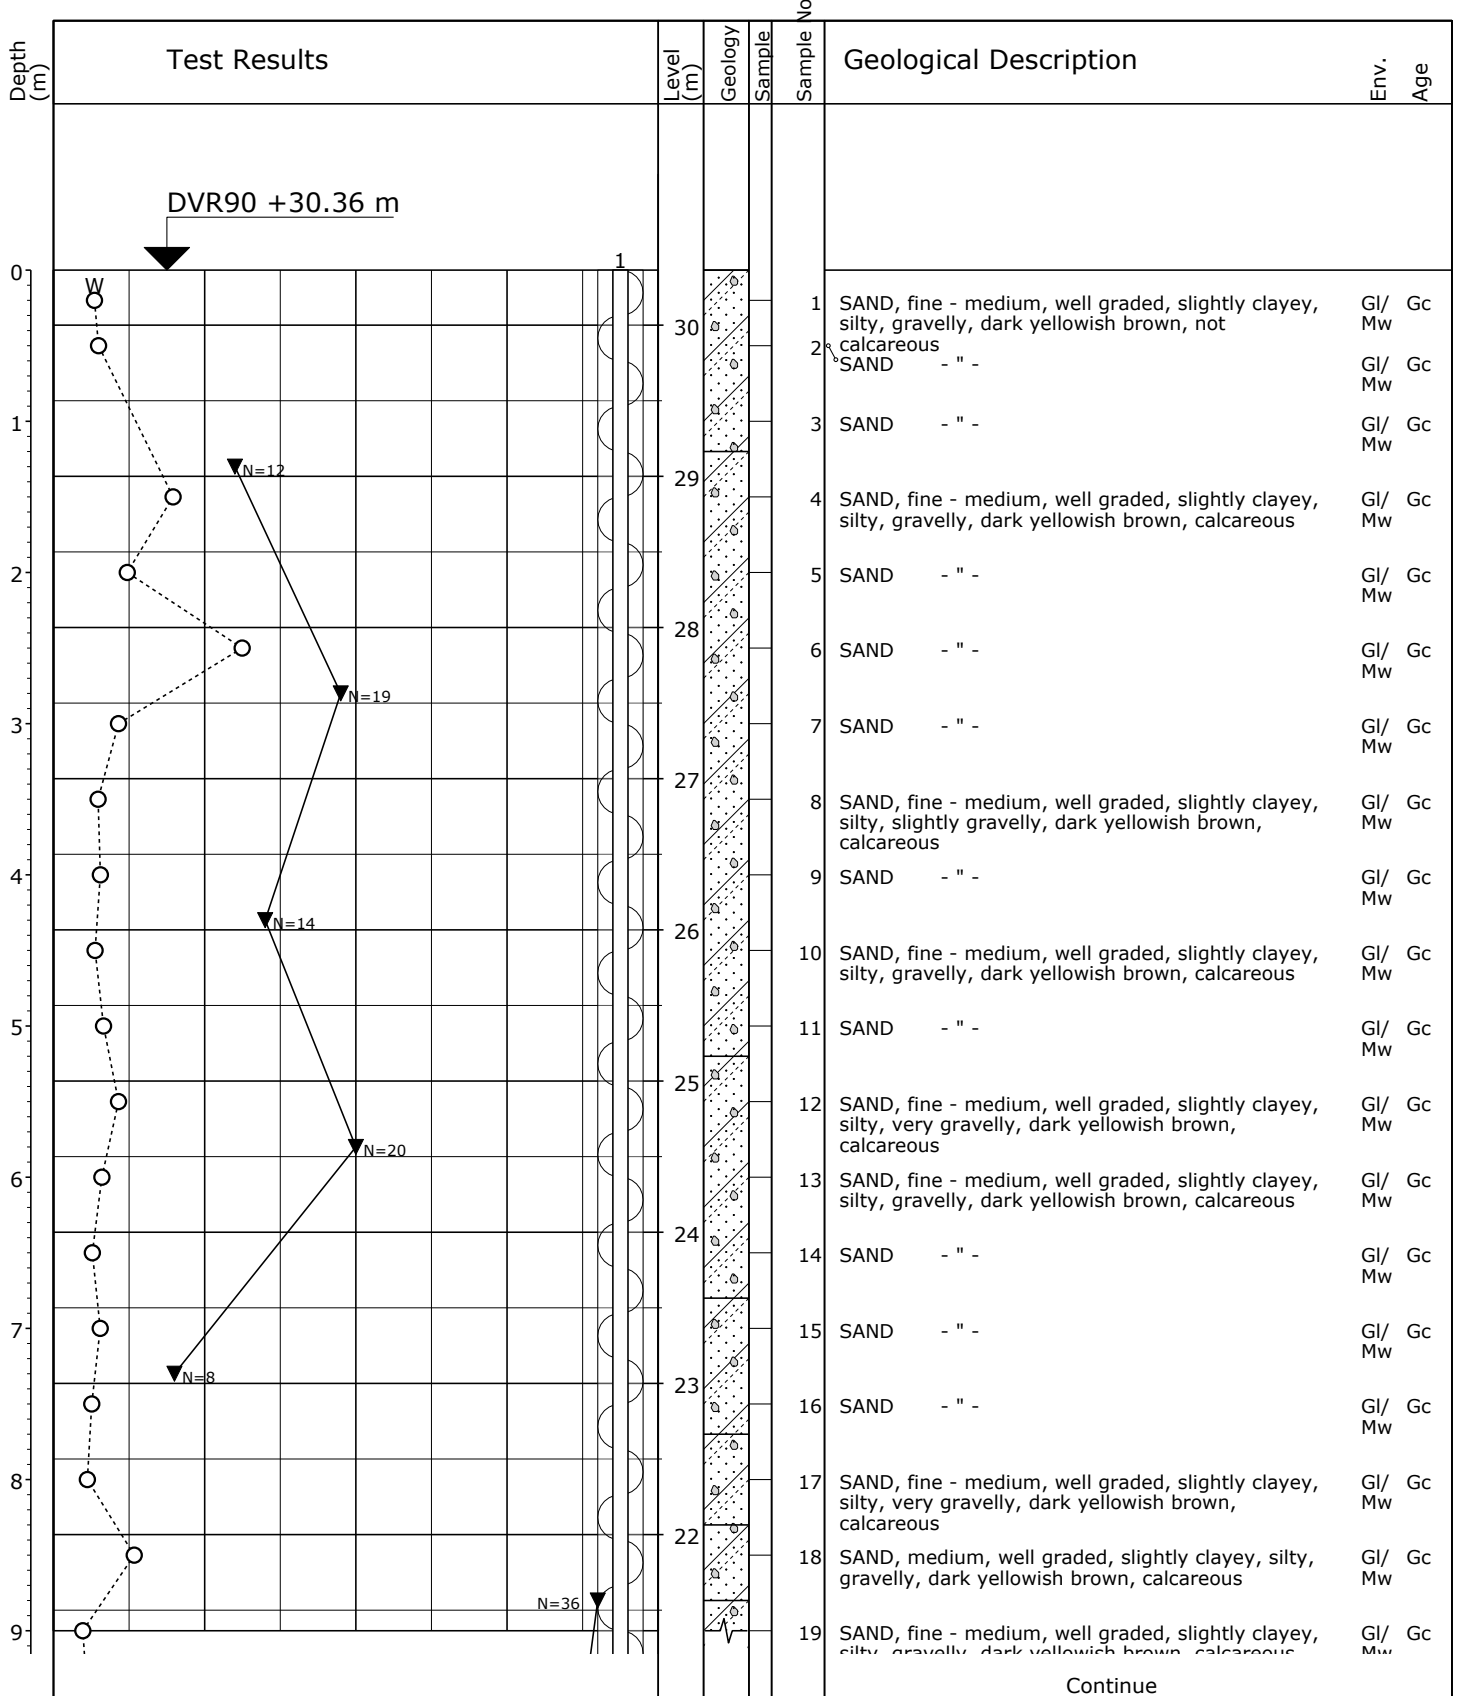 Depth
(m)
Test Results
Level
(m)
Geology
Sample
Sample No
Geological Description
Env.
Age
DVR90 +30.36 m
0
W
1
1
SAND, fine - medium, well graded, slightly clayey,
Gl/
Gc
30
silty, gravelly, dark yellowish brown, not
Mw
calcareous
2
SAND - " -
Gl/
Gc
Mw
1
3
SAND - " -
Gl/
Gc
Mw
N=12
29
4
SAND, fine - medium, well graded, slightly clayey,
Gl/
Gc
silty, gravelly, dark yellowish brown, calcareous
Mw
2
5
SAND - " -
Gl/
Gc
Mw
28
6
SAND - " -
Gl/
Gc
Mw
N=19
3
7
SAND - " -
Gl/
Gc
Mw
27
8
SAND, fine - medium, well graded, slightly clayey,
Gl/
Gc
silty, slightly gravelly, dark yellowish brown,
Mw
calcareous
4
9
SAND - " -
Gl/
Gc
Mw
N=14
26
10
SAND, fine - medium, well graded, slightly clayey,
Gl/
Gc
silty, gravelly, dark yellowish brown, calcareous
Mw
5
11
SAND - " -
Gl/
Gc
Mw
25
12
SAND, fine - medium, well graded, slightly clayey,
Gl/
Gc
silty, very gravelly, dark yellowish brown,
Mw
calcareous
N=20
6
13
SAND, fine - medium, well graded, slightly clayey,
Gl/
Gc
silty, gravelly, dark yellowish brown, calcareous
Mw
24
14
SAND - " -
Gl/
Gc
Mw
7
15
SAND - " -
Gl/
Gc
Mw
N=8
23
16
SAND - " -
Gl/
Gc
Mw
8
17
SAND, fine - medium, well graded, slightly clayey,
Gl/
Gc
silty, very gravelly, dark yellowish brown,
Mw
calcareous
22
18
SAND, medium, well graded, slightly clayey, silty,
Gl/
Gc
gravelly, dark yellowish brown, calcareous
Mw
N=36
9
19
SAND, fine - medium, well graded, slightly clayey,
Gl/
Gc
silty, gravelly, dark yellowish brown, calcareous
Mw
Continue